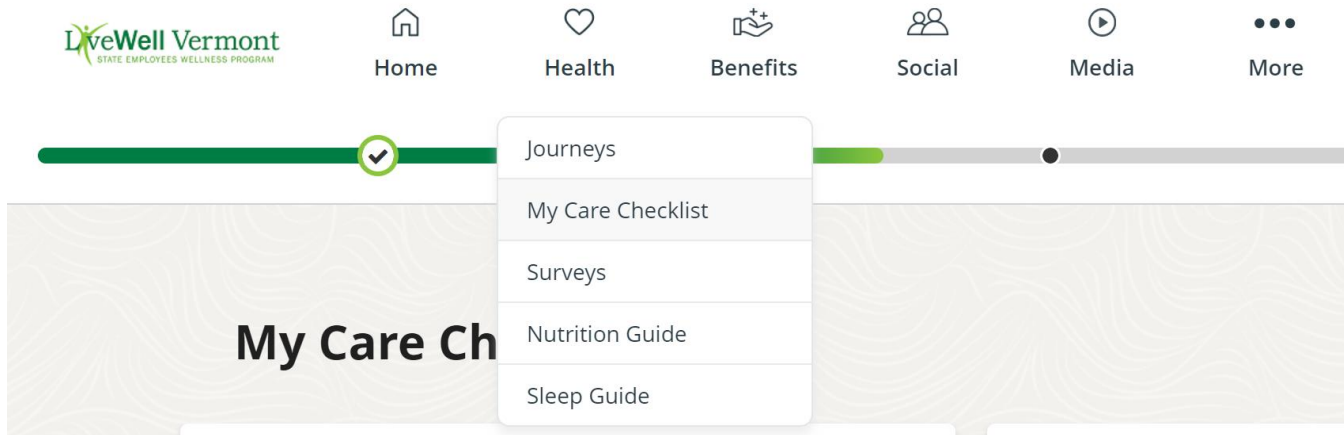 LiveWell Vermont
STATE EMPLOYEES WELLNESS PROGRAM
Home
Health
Benefits
Social
Media
More
Journeys
My Care Checklist
Surveys
Nutrition Guide
Sleep Guide
My Care Ch